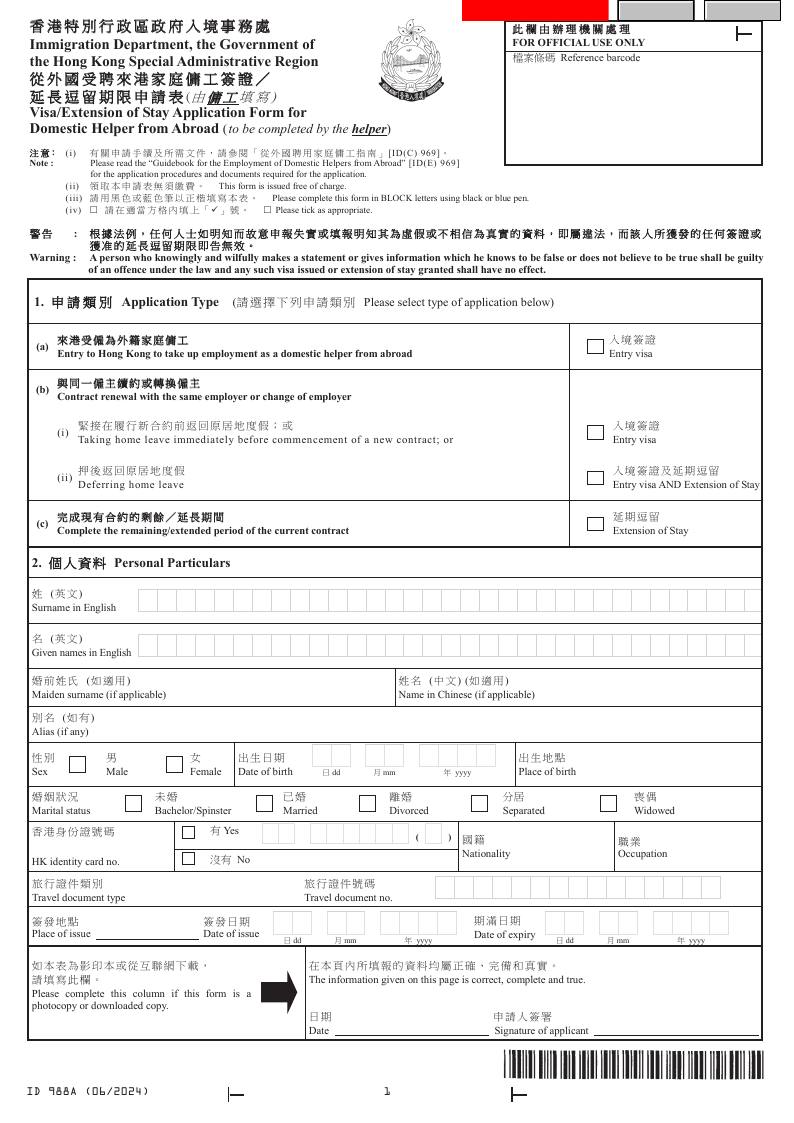 香港特別行政區政府入境事務處
Immigration Department, the Government of
the Hong Kong Special Administrative Region
從外國受聘來港家庭傭工簽證／
延長逗留期限申請表(由傭工填寫)
Visa/Extension of Stay Application Form for
Domestic Helper from Abroad (to be completed by the helper)
此欄由辦理機關處理
FOR OFFICIAL USE ONLY
檔案條碼 Reference barcode
注意： (i) 有關申請手續及所需文件，請參閱「從外國聘用家庭傭工指南」[ID(C) 969]。
Note : Please read the “Guidebook for the Employment of Domestic Helpers from Abroad” [ID(E) 969]
for the application procedures and documents required for the application.
(ii) 領取本申請表無須繳費。 This form is issued free of charge.
(iii) 請用黑色或藍色筆以正楷填寫本表。 Please complete this form in BLOCK letters using black or blue pen.
(iv) □ 請在適當方格內填上「✓」號。 □ Please tick as appropriate.
警告 ： 根據法例，任何人士如明知而故意申報失實或填報明知其為虛假或不相信為真實的資料，即屬違法，而該人所獲發的任何簽證或
獲准的延長逗留期限即告無效。
Warning : A person who knowingly and wilfully makes a statement or gives information which he knows to be false or does not believe to be true shall be guilty
of an offence under the law and any such visa issued or extension of stay granted shall have no effect.
1. 申請類別 Application Type (請選擇下列申請類別 Please select type of application below)
(a) 來港受僱為外籍家庭傭工
Entry to Hong Kong to take up employment as a domestic helper from abroad
入境簽證
Entry visa
(b) 與同一僱主續約或轉換僱主
Contract renewal with the same employer or change of employer
(i) 緊接在履行新合約前返回原居地度假；或
Taking home leave immediately before commencement of a new contract; or
入境簽證
Entry visa
(ii) 押後返回原居地度假
Deferring home leave
入境簽證及延期逗留
Entry visa AND Extension of Stay
(c) 完成現有合約的剩餘／延長期間
Complete the remaining/extended period of the current contract
延期逗留
Extension of Stay
2. 個人資料 Personal Particulars
姓 (英文)
Surname in English
名 (英文)
Given names in English
婚前姓氏 (如適用)
Maiden surname (if applicable)
姓名 (中文) (如適用)
Name in Chinese (if applicable)
別名 (如有)
Alias (if any)
性別 男 女
Sex Male Female
出生日期
Date of birth
日 dd 月 mm 年 yyyy
出生地點
Place of birth
婚姻狀況 未婚 已婚 離婚 分居 喪偶
Marital status Bachelor/Spinster Married Divorced Separated Widowed
香港身份證號碼
HK identity card no.
有 Yes ( )
沒有 No
國籍
Nationality
職業
Occupation
旅行證件類別
Travel document type
旅行證件號碼
Travel document no.
簽發地點
Place of issue
簽發日期
Date of issue
日 dd 月 mm 年 yyyy
期滿日期
Date of expiry
日 dd 月 mm 年 yyyy
如本表為影印本或從互聯網下載，
請填寫此欄。
Please complete this column if this form is a
photocopy or downloaded copy.
在本頁內所填報的資料均屬正確、完備和真實。
The information given on this page is correct, complete and true.
日期
Date
申請人簽署
Signature of applicant
ID 988A (06/2024)
1